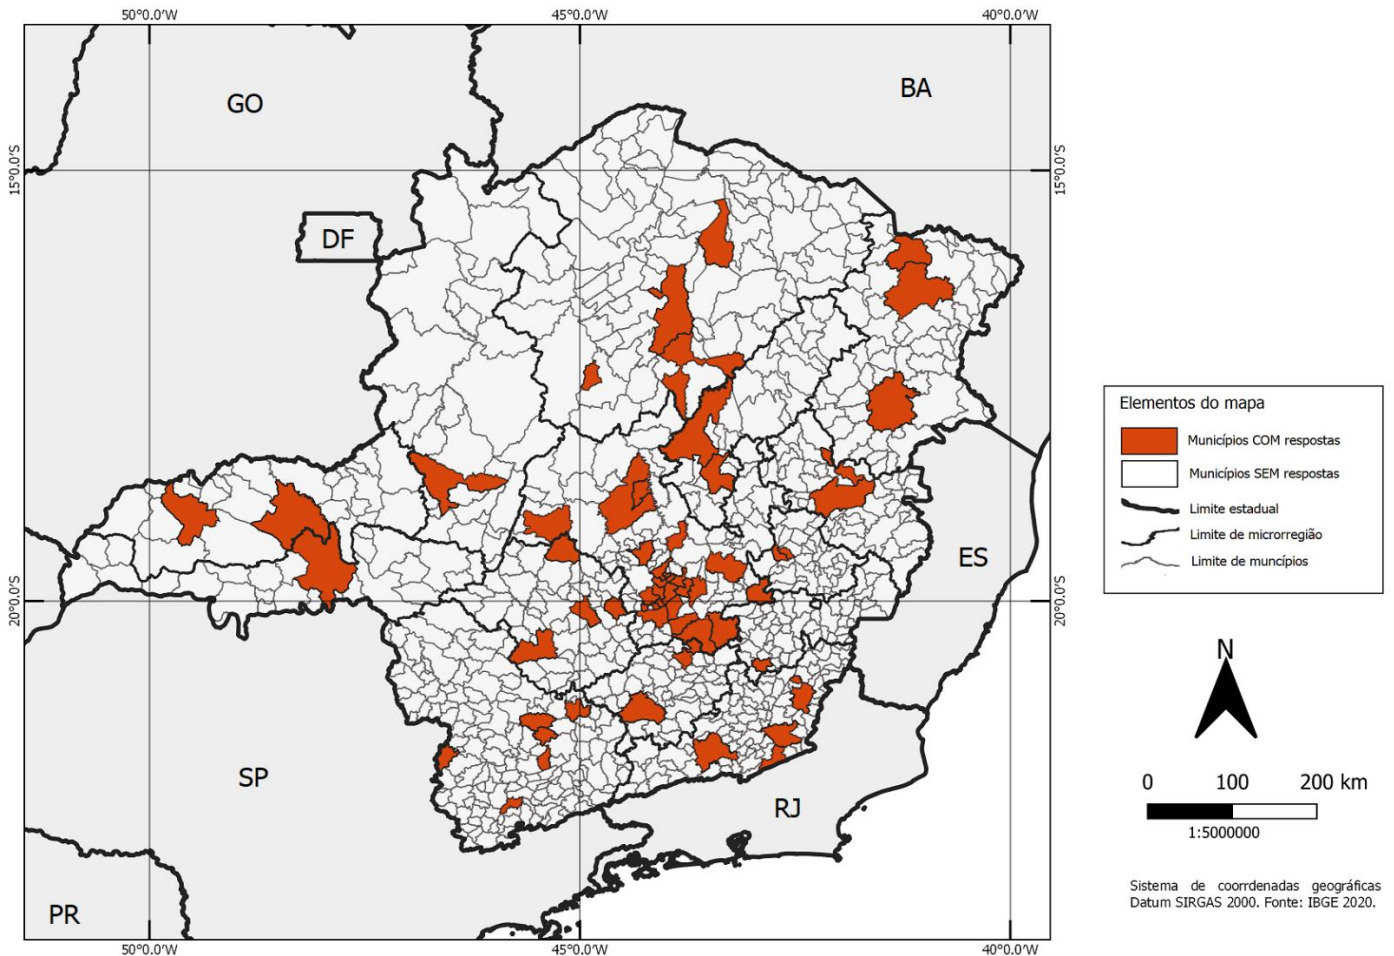 50°0.0'W
45°0.0'W
40°0.0'W
GO
BA
15°0.0'S
15°0.0'S
DF
Elementos do mapa
Municípios COM respostas
Municípios SEM respostas
Limite estadual
Limite de microrregião
Limite de muncípios
ES
20°0.0'S
20°0.0'S
N
SP
RJ
0 100 200 km
1:5000000
Sistema de coorrdenadas geográficas
Datum SIRGAS 2000. Fonte: IBGE 2020.
PR
50°0.0'W
45°0.0'W
40°0.0'W